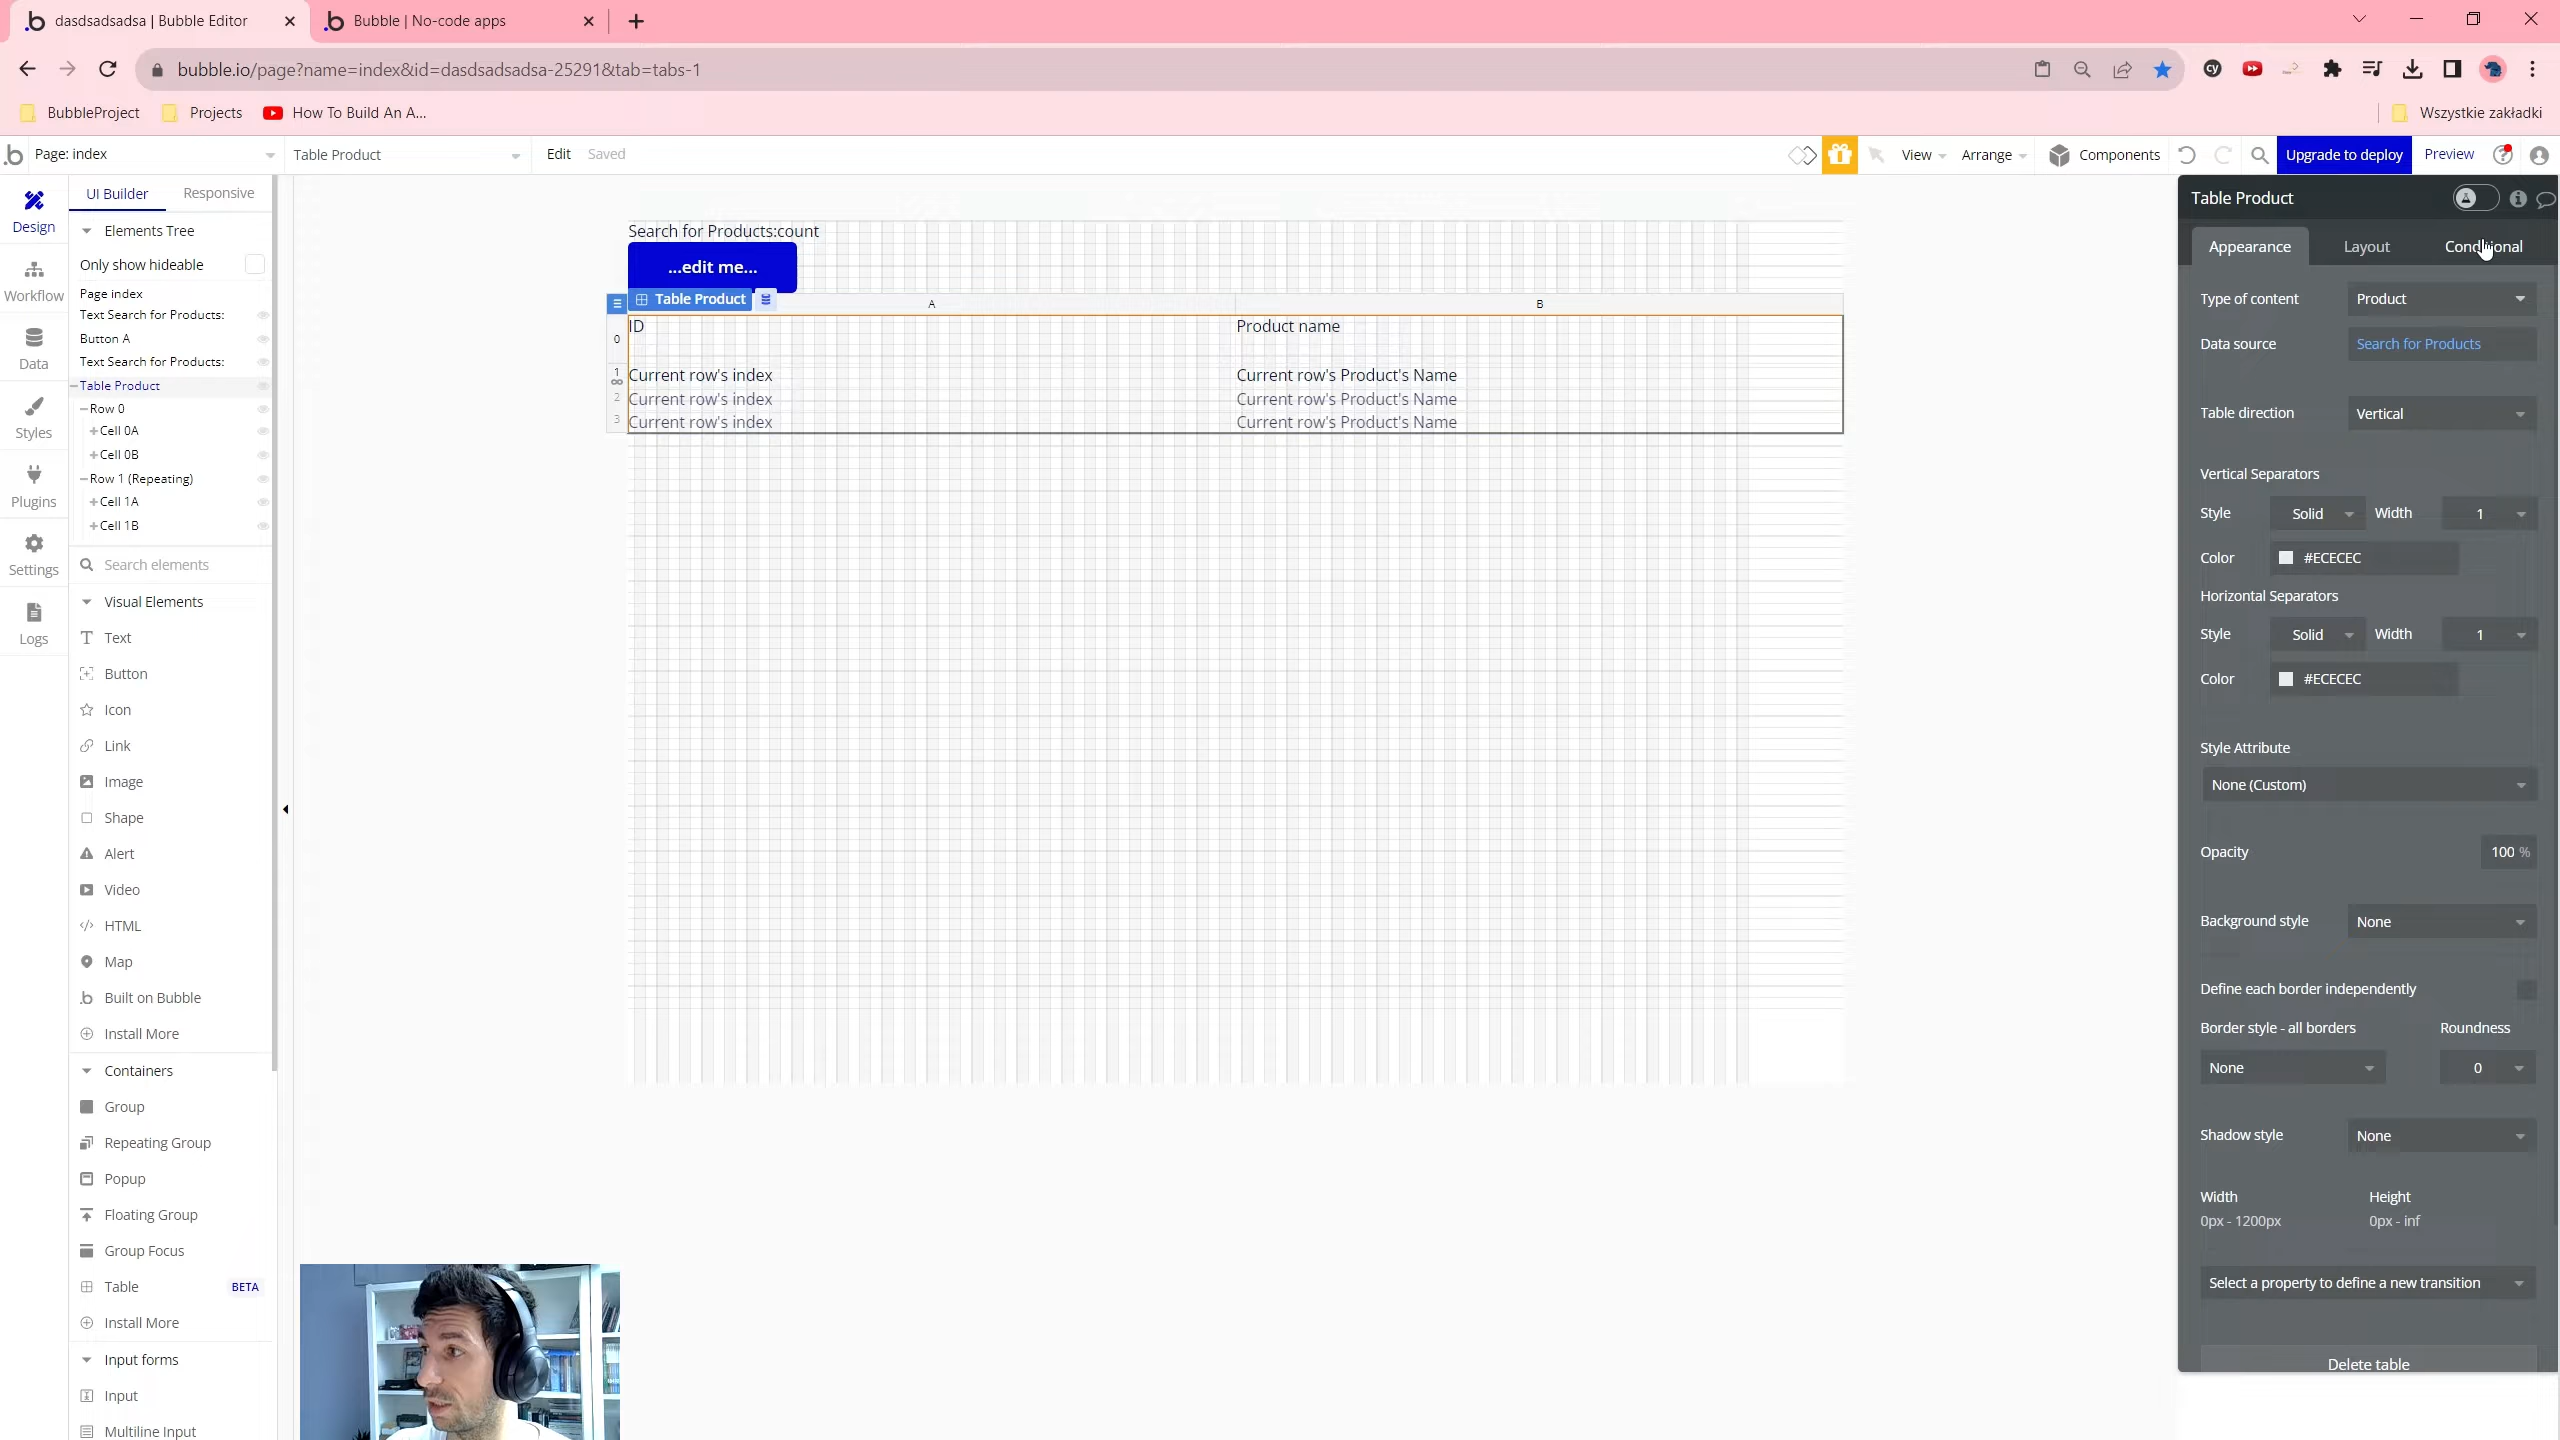 dasdsadsadsa | Bubble Editor
Bubble | No-code apps
bubble.io/page?name=index&id=dasdsadsadsa-25291&tab=tabs-1
BubbleProject
Projects
How To Build An A...
Wszystkie zakładki
Page: index
Table Product
Edit
Saved
View
Arrange
Components
Upgrade to deploy
Preview
Design
Workflow
Data
Styles
Plugins
Settings
Logs
UI Builder
Responsive
Elements Tree
Only show hideable
Page index
Text Search for Products:
Button A
Text Search for Products:
Table Product
Row 0
Cell 0A
Cell 0B
Row 1 (Repeating)
Cell 1A
Cell 1B
Search elements
Visual Elements
Text
Button
Icon
Link
Image
Shape
Alert
Video
HTML
Map
Built on Bubble
Install More
Containers
Group
Repeating Group
Popup
Floating Group
Group Focus
Table BETA
Install More
Input forms
Input
Multiline Input
Search for Products:count
...edit me...
Table Product
A B
0 ID Product name
1 Current row's index Current row's Product's Name
2 Current row's index Current row's Product's Name
3 Current row's index Current row's Product's Name
Table Product
Appearance Layout Conditional
Type of content Product
Data source Search for Products
Table direction Vertical
Vertical Separators
Style Solid Width 1
Color #ECECEC
Horizontal Separators
Style Solid Width 1
Color #ECECEC
Style Attribute
None (Custom)
Opacity 100 %
Background style None
Define each border independently
Border style - all borders Roundness
None 0
Shadow style None
Width Height
0px - 1200px 0px - inf
Select a property to define a new transition
Delete table